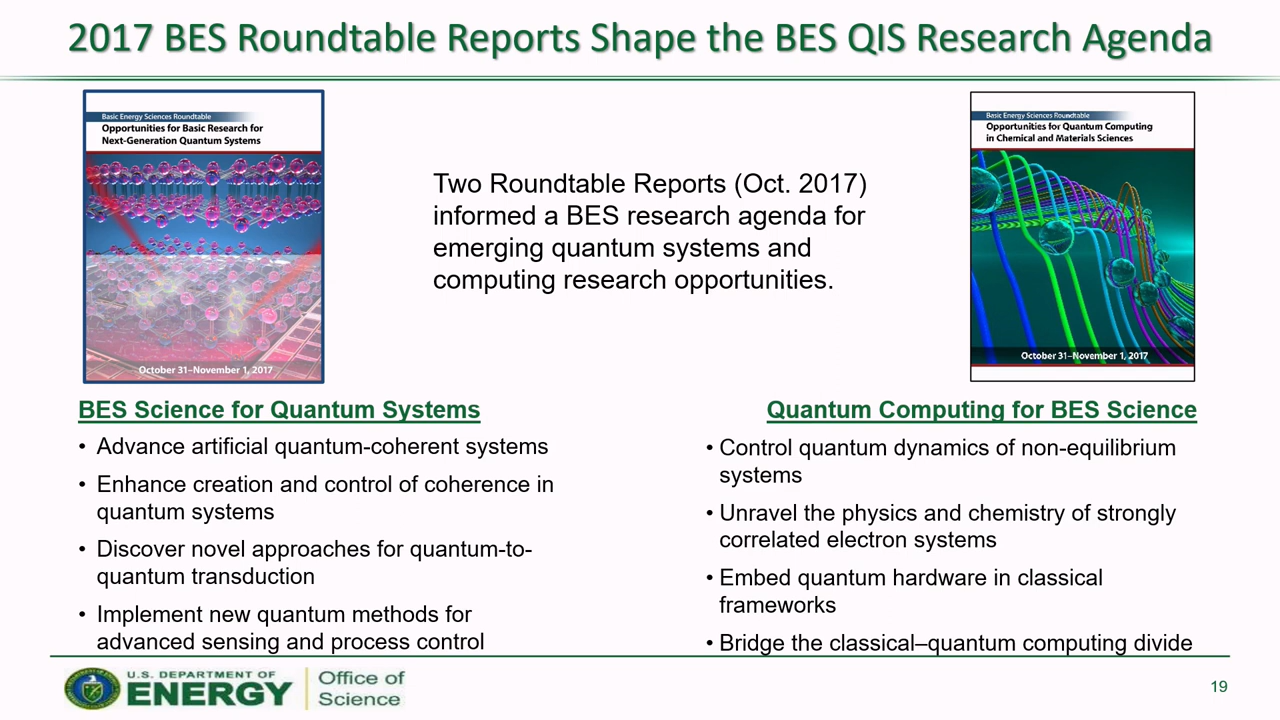 2017 BES Roundtable Reports Shape the BES QIS Research Agenda
Basic Energy Sciences Roundtable
Opportunities for Basic Research for
Next-Generation Quantum Systems
October 31–November 1, 2017
Two Roundtable Reports (Oct. 2017)
informed a BES research agenda for
emerging quantum systems and
computing research opportunities.
Basic Energy Sciences Roundtable
Opportunities for Quantum Computing
in Chemical and Materials Sciences
October 31–November 1, 2017
BES Science for Quantum Systems
• Advance artificial quantum-coherent systems
• Enhance creation and control of coherence in
quantum systems
• Discover novel approaches for quantum-to-
quantum transduction
• Implement new quantum methods for
advanced sensing and process control
Quantum Computing for BES Science
• Control quantum dynamics of non-equilibrium
systems
• Unravel the physics and chemistry of strongly
correlated electron systems
• Embed quantum hardware in classical
frameworks
• Bridge the classical–quantum computing divide
U.S. DEPARTMENT OF
ENERGY
Office of
Science
19